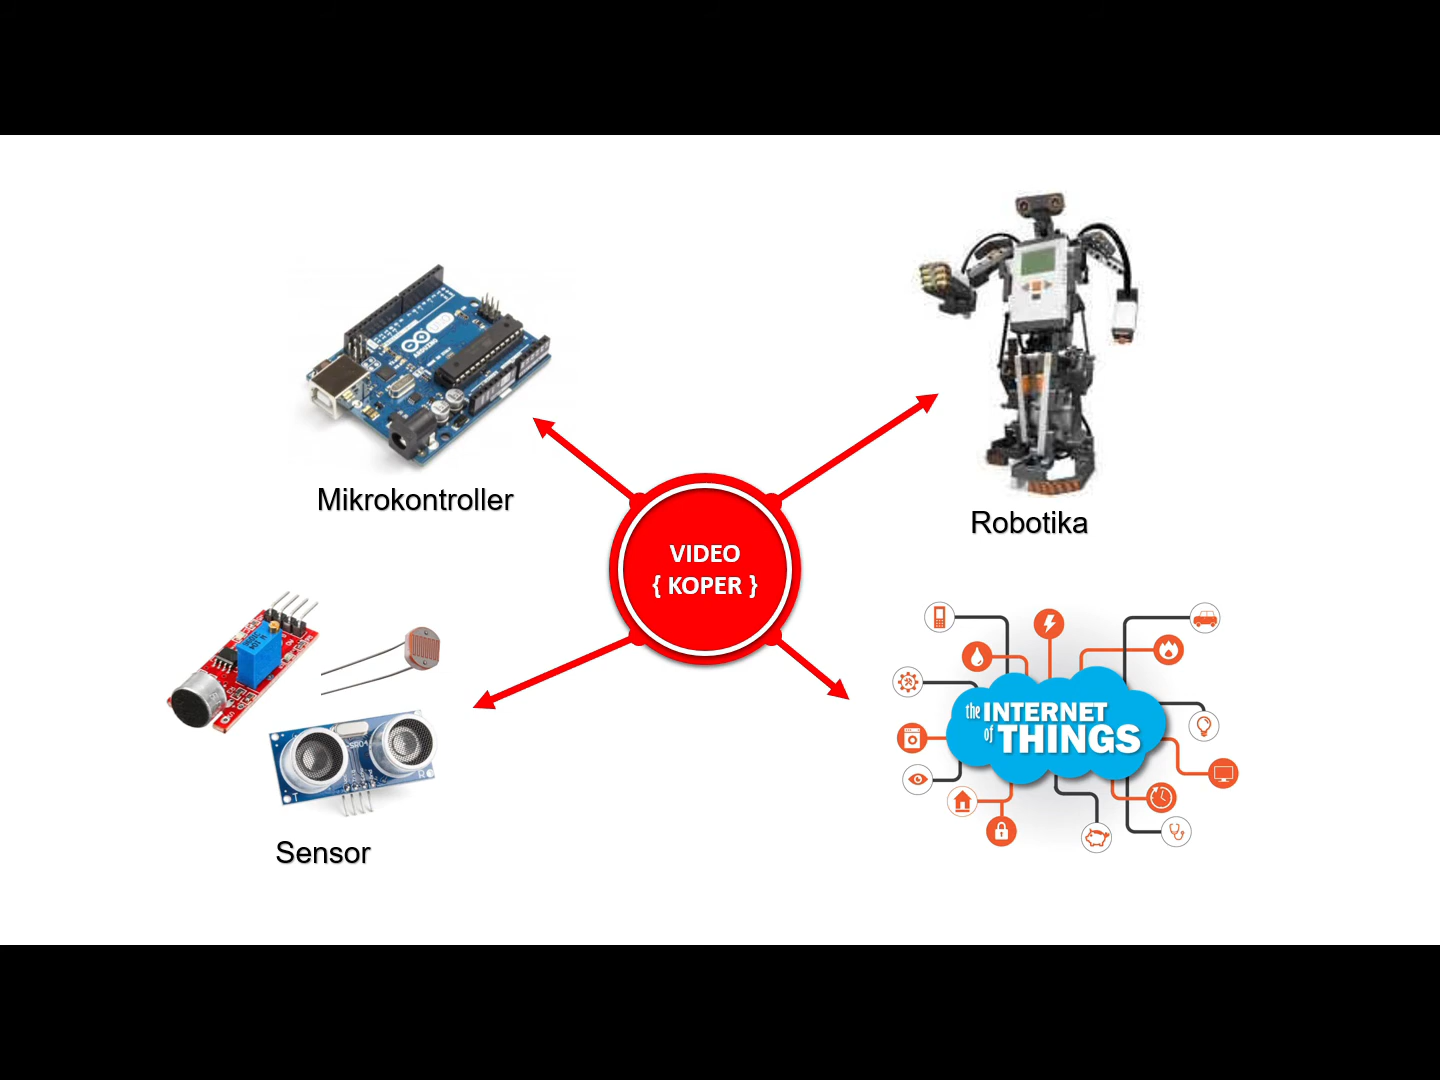 Mikrokontroller
Robotika
VIDEO
{ KOPER }
Sensor
the INTERNET
of THINGS